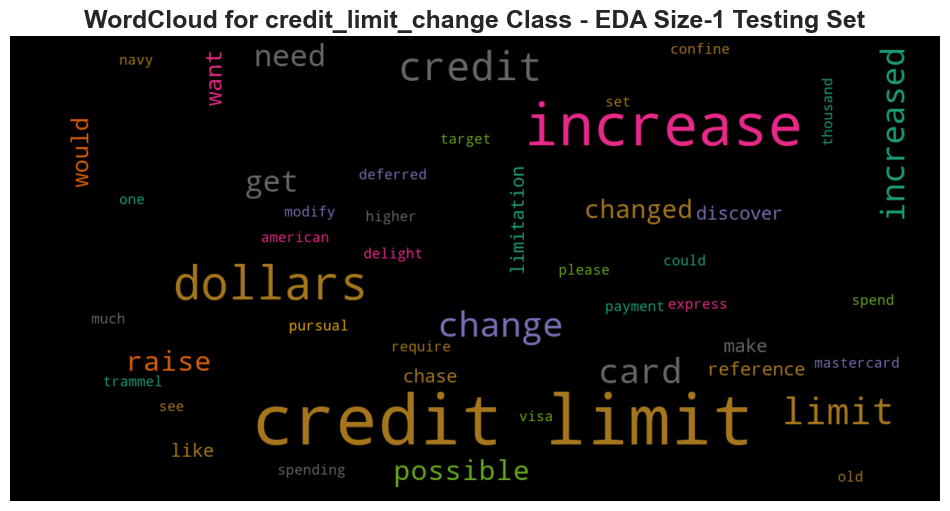 WordCloud for credit_limit_change Class - EDA Size-1 Testing Set
navy
want
need
credit
confine
increased
would
set
increase
thousand
target
one
get
deferred
modify
higher
limitation
changed
discover
american
delight
please
could
dollars
much
pursual
change
payment
express
spend
raise
require
make
trammel
chase
card
reference
mastercard
see
credit limit
visa
limit
like
spending
possible
old